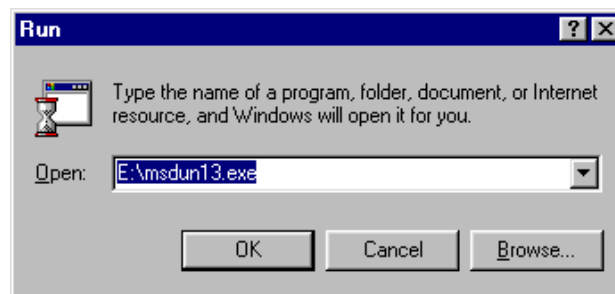 Run
Type the name of a program, folder, document, or Internet
resource, and Windows will open it for you.
Open: E:\msdun13.exe
OK Cancel Browse...